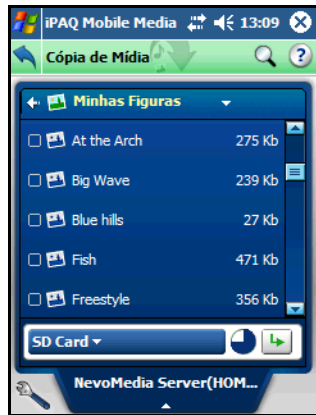 iPAQ Mobile Media 13:09
Cópia de Mídia ?
Minhas Figuras
At the Arch 275 Kb
Big Wave 239 Kb
Blue hills 27 Kb
Fish 471 Kb
Freestyle 356 Kb
SD Card
NevoMedia Server(HOM...